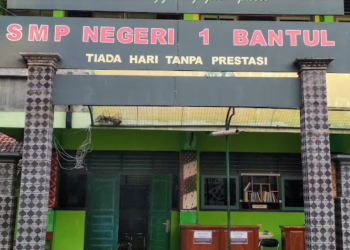 SMP NEGERI 1 BANTUL
TIADA HARI TANPA PRESTASI